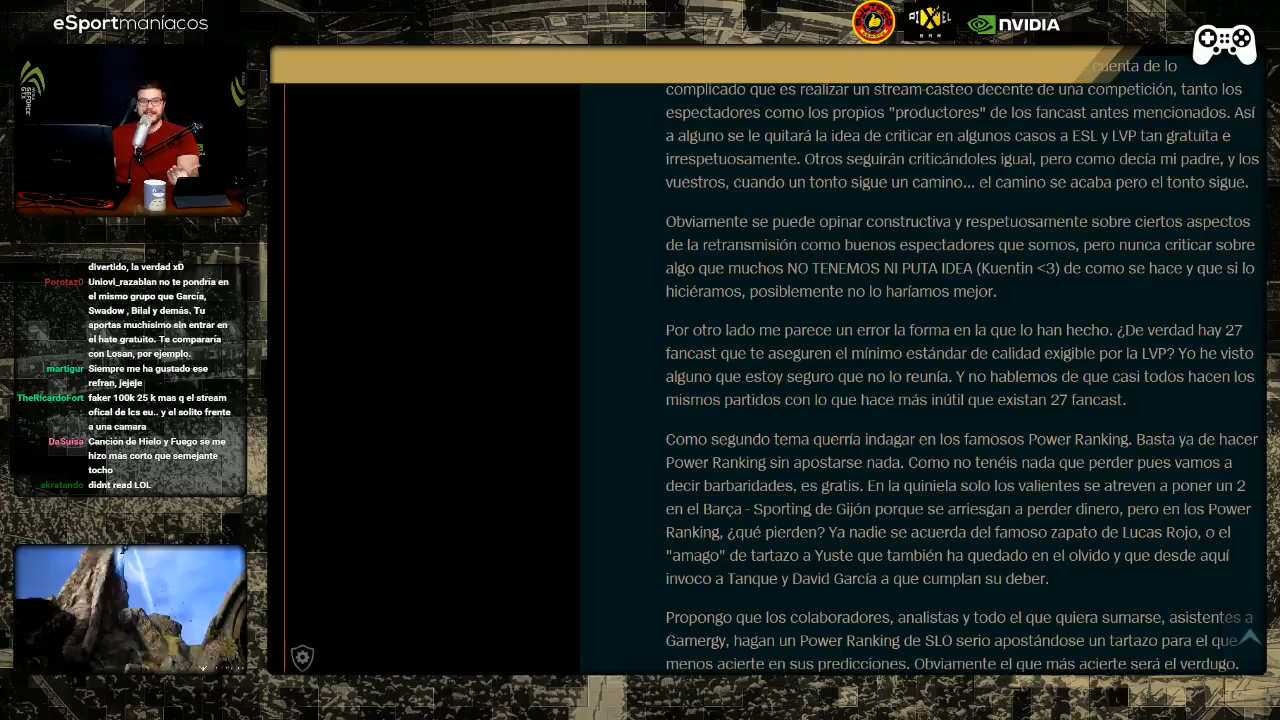 eSportmaníacos
PIXEL
BAR
NVIDIA
cuenta de lo
complicado que es realizar un stream-casteo decente de una competición, tanto los
espectadores como los propios "productores" de los fancast antes mencionados. Así
a alguno se le quitará la idea de criticar en algunos casos a ESL y LVP tan gratuita e
irrespetuosamente. Otros seguirán criticándoles igual, pero como decía mi padre, y los
vuestros, cuando un tonto sigue un camino... el camino se acaba pero el tonto sigue.
Obviamente se puede opinar constructiva y respetuosamente sobre ciertos aspectos
de la retransmisión como buenos espectadores que somos, pero nunca criticar sobre
algo que muchos NO TENEMOS NI PUTA IDEA (Kuentin <3) de como se hace y que si lo
hiciéramos, posiblemente no lo haríamos mejor.
Por otro lado me parece un error la forma en la que lo han hecho. ¿De verdad hay 27
fancast que te aseguren el mínimo estándar de calidad exigible por la LVP? Yo he visto
alguno que estoy seguro que no lo reunía. Y no hablemos de que casi todos hacen los
mismos partidos con lo que hace más inútil que existan 27 fancast.
Como segundo tema querría indagar en los famosos Power Ranking. Basta ya de hacer
Power Ranking sin apostarse nada. Como no tenéis nada que perder pues vamos a
decir barbaridades, es gratis. En la quiniela solo los valientes se atreven a poner un 2
en el Barça - Sporting de Gijón porque se arriesgan a perder dinero, pero en los Power
Ranking, ¿qué pierden? Ya nadie se acuerda del famoso zapato de Lucas Rojo, o el
"amago" de tartazo a Yuste que también ha quedado en el olvido y que desde aquí
invoco a Tanque y David García a que cumplan su deber.
Propongo que los colaboradores, analistas y todo el que quiera sumarse, asistentes a
Gamergy, hagan un Power Ranking de SLO serio apostándose un tartazo para el que
menos acierte en sus predicciones. Obviamente el que más acierte será el verdugo.
divertido, la verdad xD
Porotaz0 Uniovi_razablan no te pondría en
el mismo grupo que García,
Swadow , Bilal y demás. Tu
aportas muchísimo sin entrar en
el hate gratuito. Te compararía
con Losan, por ejemplo.
martigur Siempre me ha gustado ese
refran, jejeje
TheRicardoFort faker 100k 25 k mas q el stream
ofical de lcs eu.. y el solito frente
a una camara
DaSuisa Canción de Hielo y Fuego se me
hizo más corto que semejante
tocho
akratando didnt read LOL